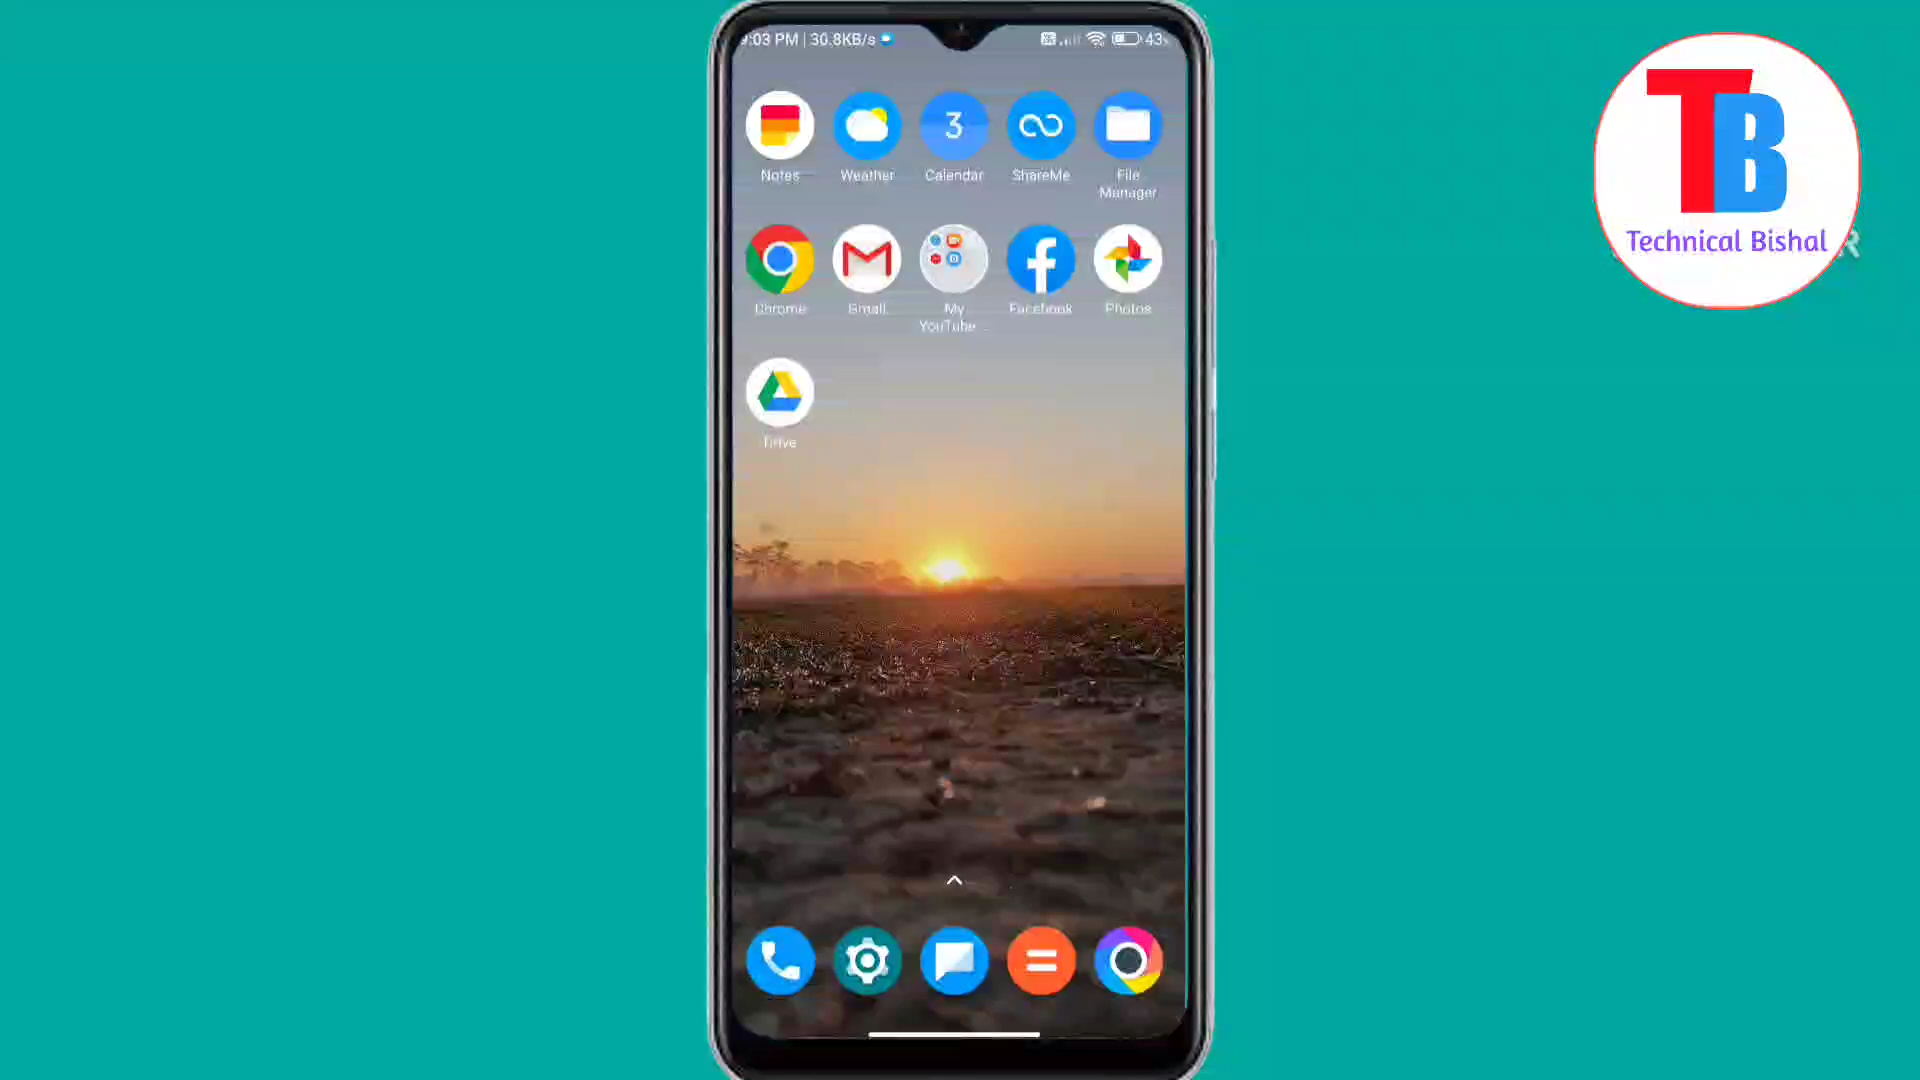 9:03 PM | 30.8KB/s
43
3
Notes
Weather
Calendar
ShareMe
File
Manager
Chrome
Gmail
My
YouTube...
Facebook
Photos
Drive
TB
Technical Bishal
R